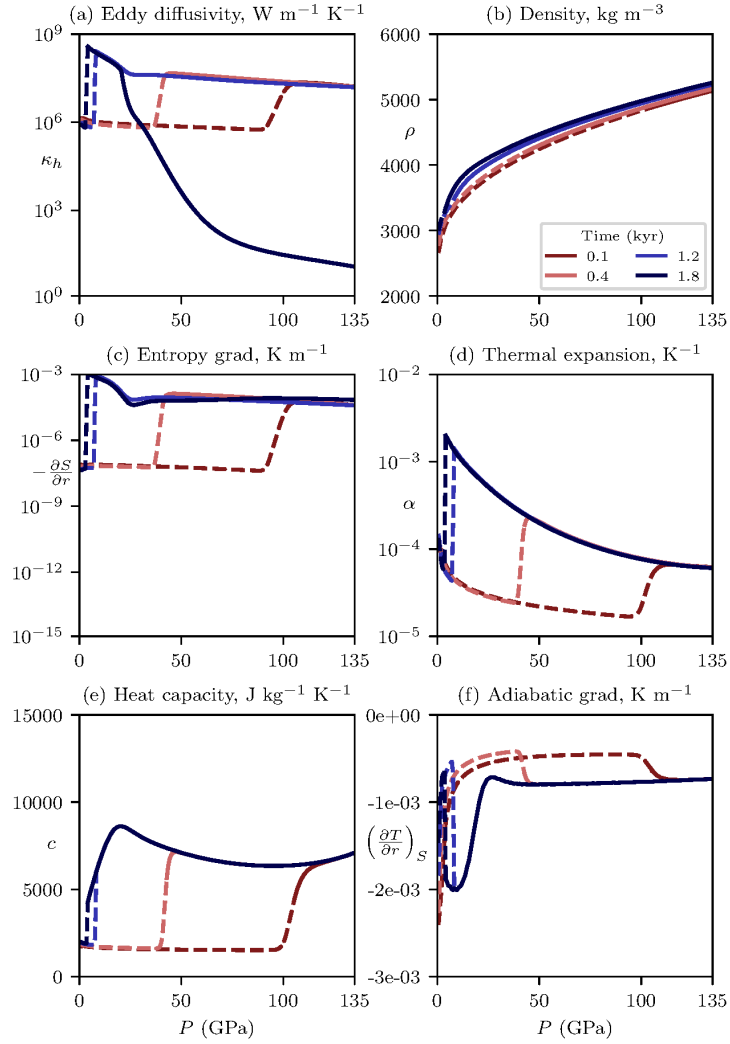 (a) Eddy diffusivity, W m⁻¹ K⁻¹
(b) Density, kg m⁻³
10⁹
10⁶
κₕ
10³
10⁰
0
50
100
135
6000
5000
ρ
4000
3000
2000
Time (kyr)
0.1
1.2
0.4
1.8
0
50
100
135
(c) Entropy grad, K m⁻¹
(d) Thermal expansion, K⁻¹
10⁻³
10⁻⁶
−∂S/∂r
10⁻⁹
10⁻¹²
10⁻¹⁵
0
50
100
135
10⁻²
10⁻³
α
10⁻⁴
10⁻⁵
0
50
100
135
(e) Heat capacity, J kg⁻¹ K⁻¹
(f) Adiabatic grad, K m⁻¹
15000
10000
c
5000
0
0
50
100
135
P (GPa)
0e+00
-1e-03
(∂T/∂r)_S
-2e-03
-3e-03
0
50
100
135
P (GPa)